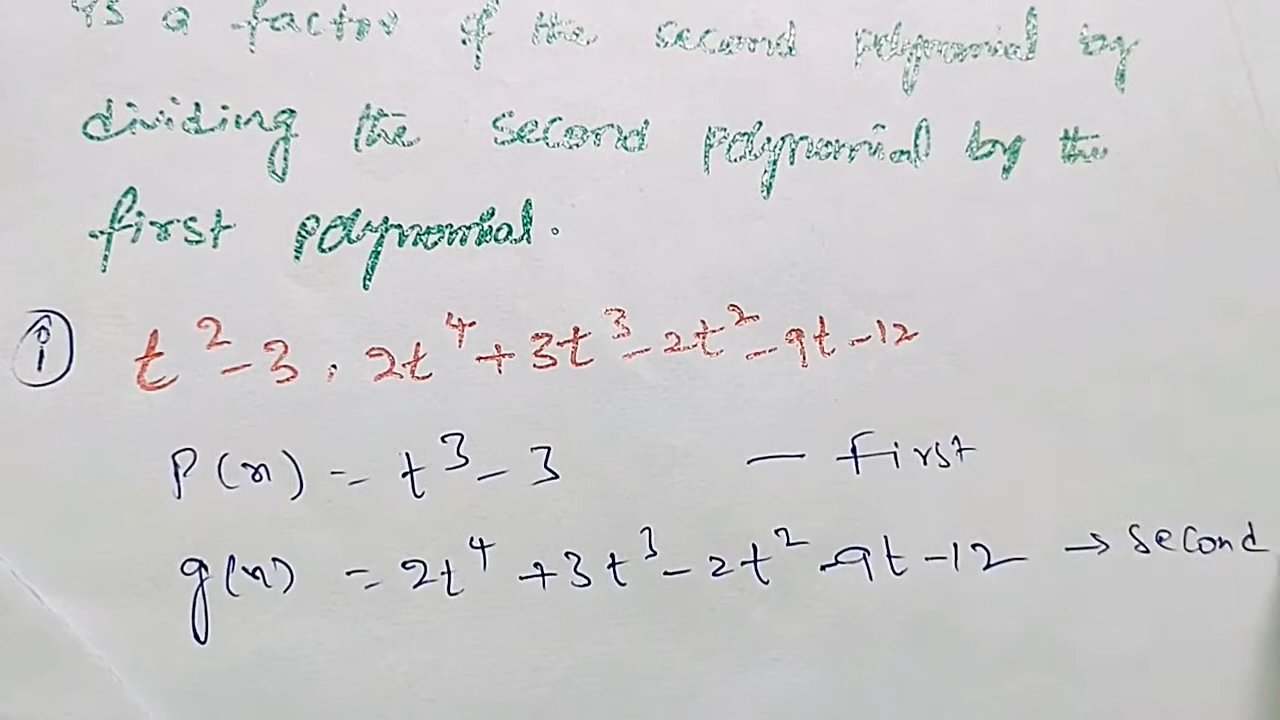 is a factor of the second polynomial by
dividing the second polynomial by the
first polynomial.
(i) t² - 3, 2t⁴ + 3t³ - 2t² - 9t - 12
P(x) = t³ - 3 — First
g(x) = 2t⁴ + 3t³ - 2t² - 9t - 12 → Second